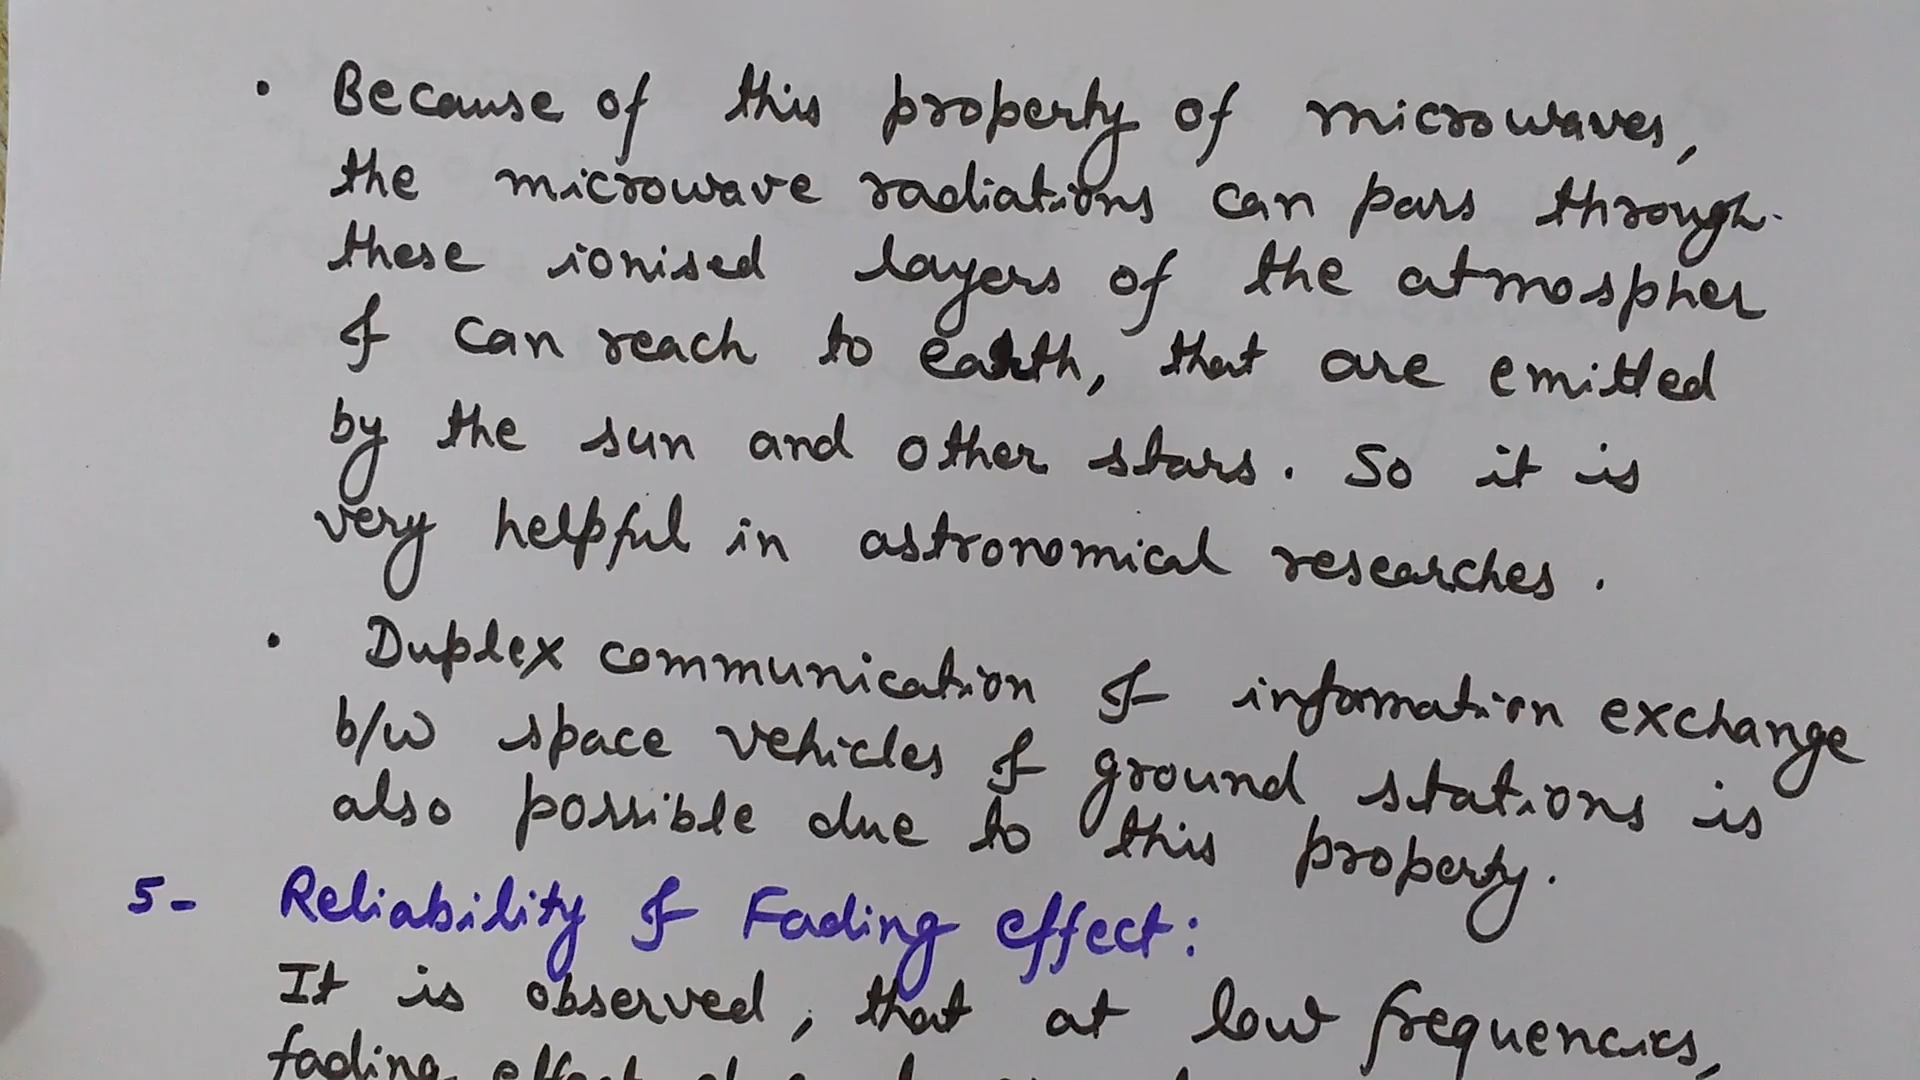 • Because of this property of microwaves,
the microwave radiations can pass through
these ionised layers of the atmospher
& can reach to earth, that are emitted
by the sun and other stars. So it is
very helpful in astronomical researches.
• Duplex communication & information exchange
b/w space vehicles & ground stations is
also possible due to this property.
5- Reliability & Fading effect:
It is observed, that at low frequencies,
fading effect